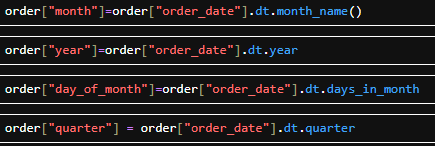 order["month"]=order["order_date"].dt.month_name()
order["year"]=order["order_date"].dt.year
order["day_of_month"]=order["order_date"].dt.days_in_month
order["quarter"] = order["order_date"].dt.quarter